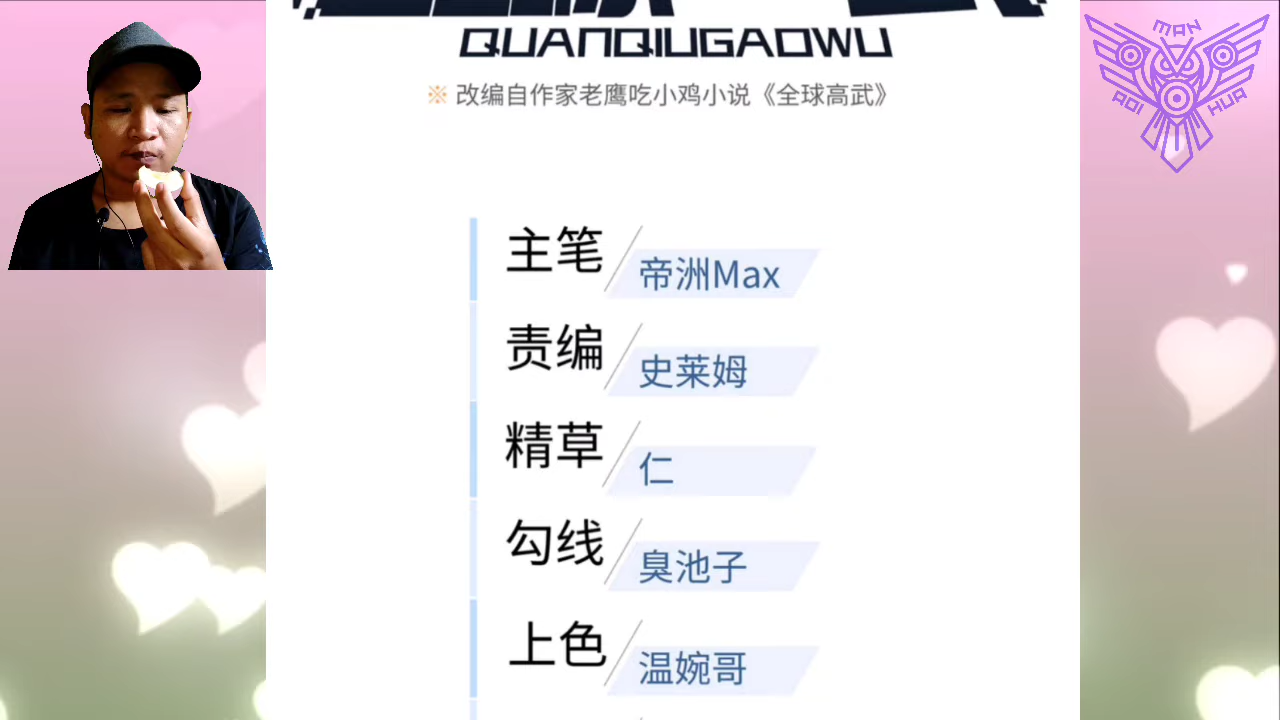 QUANQIUGAOWU
※ 改编自作家老鹰吃小鸡小说《全球高武》
主笔 帝洲Max
责编 史莱姆
精草 仁
勾线 臭池子
上色 温婉哥
MAN
AOI HUA